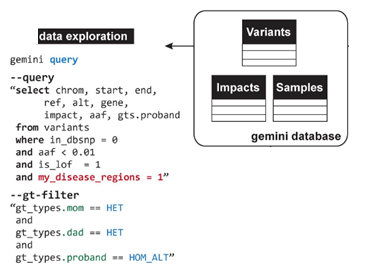 data exploration
gemini query
--query
“select chrom, start, end,
ref, alt, gene,
impact, aaf, gts.proband
from variants
where in_dbsnp = 0
and aaf < 0.01
and is_lof = 1
and my_disease_regions = 1”
--gt-filter
“gt_types.mom == HET
and
gt_types.dad == HET
and
gt_types.proband == HOM_ALT”
Variants
Impacts
Samples
gemini database